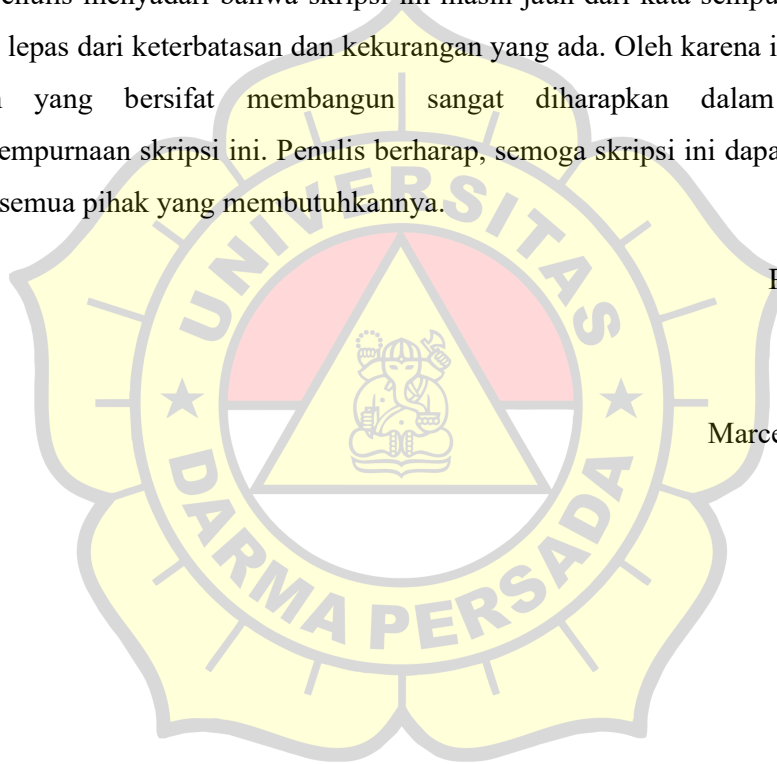 enulis menyadari bahwa skripsi ini masih jauh dari kata sempu
lepas dari keterbatasan dan kekurangan yang ada. Oleh karena i
yang bersifat membangun sangat diharapkan dalam
empurnaan skripsi ini. Penulis berharap, semoga skripsi ini dapa
semua pihak yang membutuhkannya.
Marce
UNIVERSITAS
DARMA PERSADA